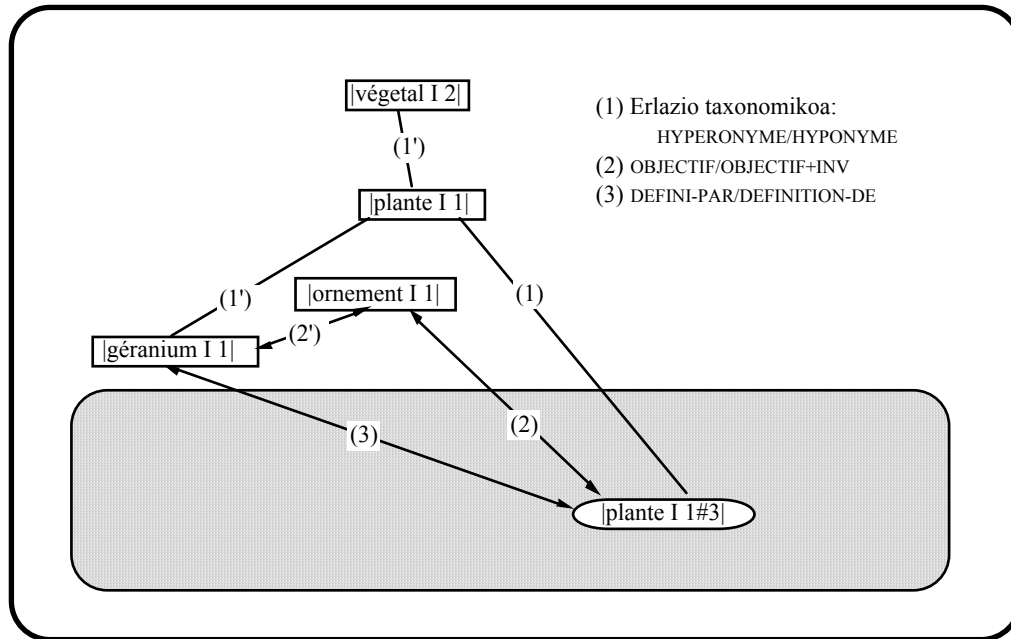 |végetal I 2|
(1) Erlazio taxonomikoa:
HYPERONYME/HYPONYME
(1')
(2) OBJECTIF/OBJECTIF+INV
(3) DEFINI-PAR/DEFINITION-DE
|plante I 1|
(1')
|ornement I 1|
(1)
(2')
|géranium I 1|
(2)
(3)
|plante I 1#3|